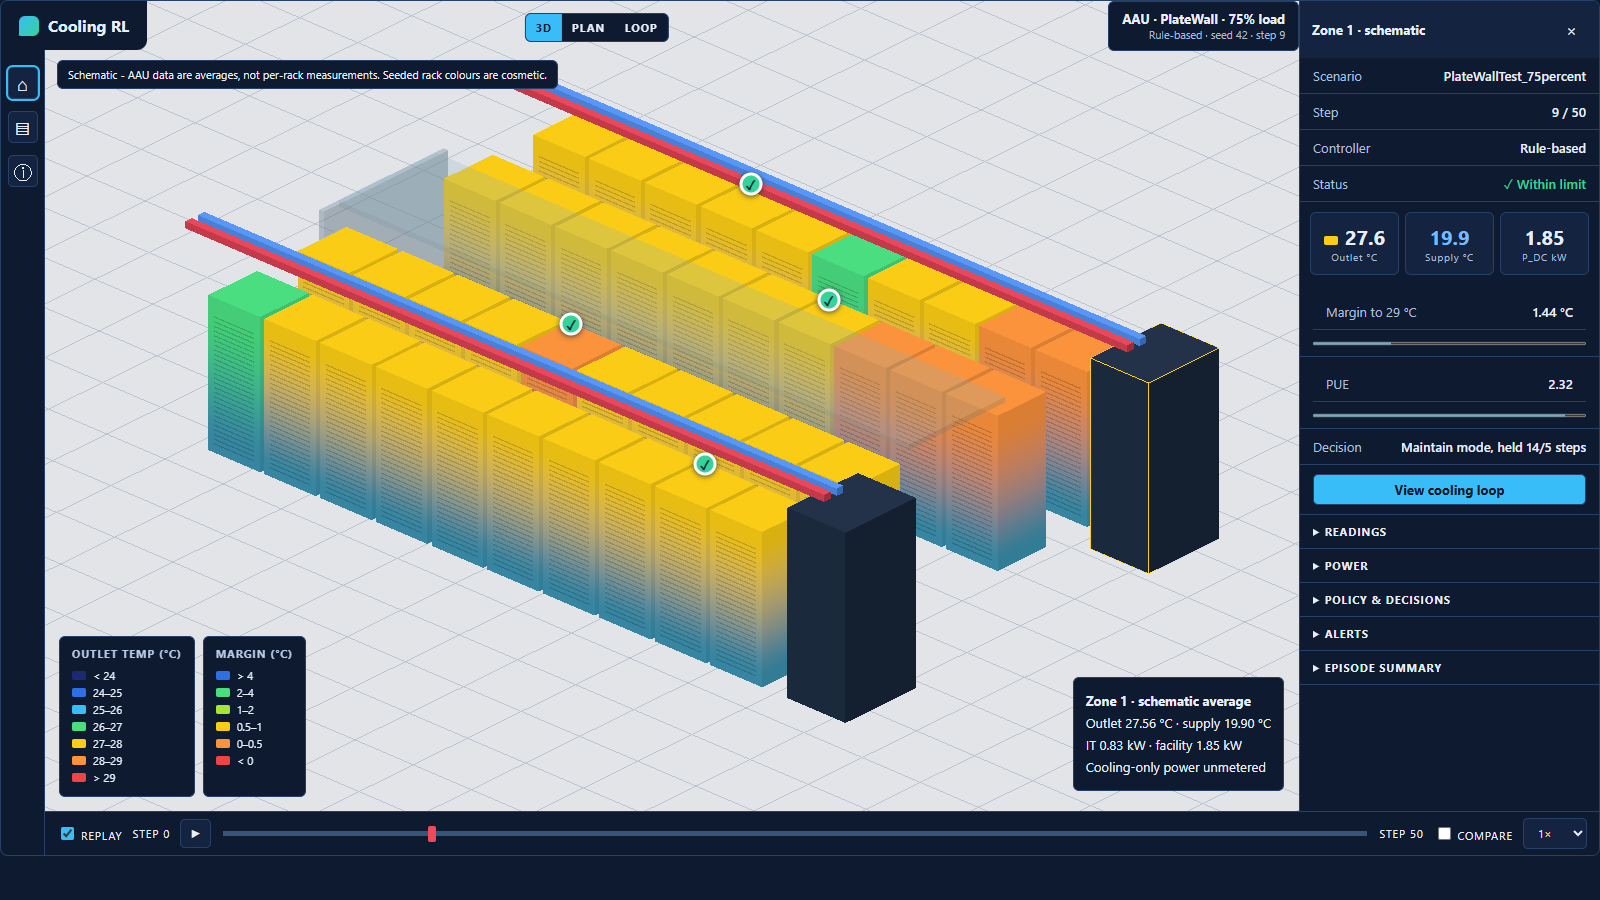 Cooling RL
3D PLAN LOOP
AAU · PlateWall · 75% load
Rule-based · seed 42 · step 9
Schematic - AAU data are averages, not per-rack measurements. Seeded rack colours are cosmetic.
Zone 1 · schematic
×
Scenario PlateWallTest_75percent
Step 9 / 50
Controller Rule-based
Status ✓ Within limit
27.6 19.9 1.85
Outlet °C Supply °C P_DC kW
Margin to 29 °C 1.44 °C
PUE 2.32
Decision Maintain mode, held 14/5 steps
View cooling loop
▶ READINGS
▶ POWER
▶ POLICY & DECISIONS
▶ ALERTS
▶ EPISODE SUMMARY
OUTLET TEMP (°C)
< 24
24–25
25–26
26–27
27–28
28–29
> 29
MARGIN (°C)
> 4
2–4
1–2
0.5–1
0–0.5
< 0
Zone 1 · schematic average
Outlet 27.56 °C · supply 19.90 °C
IT 0.83 kW · facility 1.85 kW
Cooling-only power unmetered
REPLAY STEP 0 STEP 50 COMPARE 1×